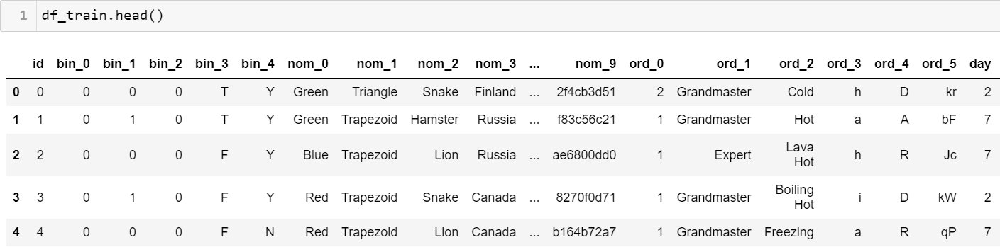 1 df_train.head()
id bin_0 bin_1 bin_2 bin_3 bin_4 nom_0 nom_1 nom_2 nom_3 ... nom_9 ord_0 ord_1 ord_2 ord_3 ord_4 ord_5 day
0 0 0 0 0 T Y Green Triangle Snake Finland ... 2f4cb3d51 2 Grandmaster Cold h D kr 2
1 1 0 1 0 T Y Green Trapezoid Hamster Russia ... f83c56c21 1 Grandmaster Hot a A bF 7
2 2 0 0 0 F Y Blue Trapezoid Lion Russia ... ae6800dd0 1 Expert Lava Hot h R Jc 7
3 3 0 1 0 F Y Red Trapezoid Snake Canada ... 8270f0d71 1 Grandmaster Boiling Hot i D kW 2
4 4 0 0 0 F N Red Trapezoid Lion Canada ... b164b72a7 1 Grandmaster Freezing a R qP 7